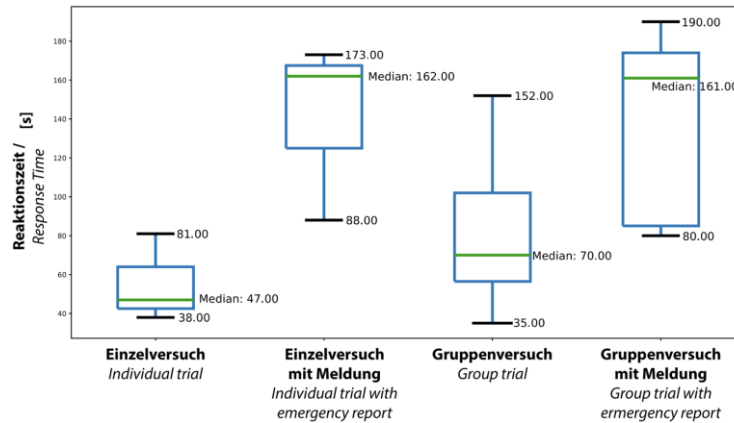 190.00
180
173.00
Median: 162.00
Median: 161.00
160
152.00
140
120
100
88.00
81.00
80.00
80
Median: 70.00
60
Median: 47.00
40
38.00
35.00
Reaktionszeit /
[s]
Response Time
Einzelversuch
Individual trial
Einzelversuch
mit Meldung
Individual trial with
emergency report
Gruppenversuch
Group trial
Gruppenversuch
mit Meldung
Group trial with
ermergency report